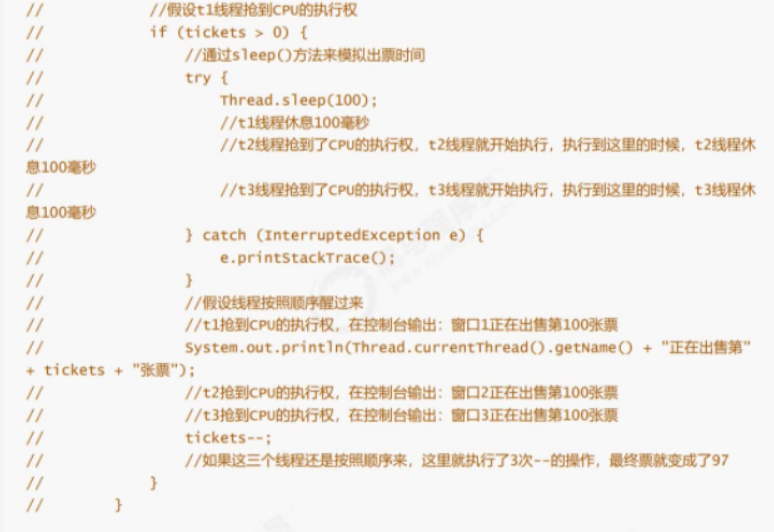 //            //假设t1线程抢到CPU的执行权
//            if (tickets > 0) {
//                //通过sleep()方法来模拟出票时间
//                try {
//                    Thread.sleep(100);
//                    //t1线程休息100毫秒
//                    //t2线程抢到了CPU的执行权，t2线程就开始执行，执行到这里的时候，t2线程休
息100毫秒
//                    //t3线程抢到了CPU的执行权，t3线程就开始执行，执行到这里的时候，t3线程休
息100毫秒
//                } catch (InterruptedException e) {
//                    e.printStackTrace();
//                }
//                //假设线程按照顺序醒过来
//                //t1抢到CPU的执行权，在控制台输出：窗口1正在出售第100张票
//                System.out.println(Thread.currentThread().getName() + "正在出售第"
+ tickets + "张票");
//                //t2抢到CPU的执行权，在控制台输出：窗口2正在出售第100张票
//                //t3抢到CPU的执行权，在控制台输出：窗口3正在出售第100张票
//                tickets--;
//                //如果这三个线程还是按照顺序来，这里就执行了3次--的操作，最终票就变成了97
//            }
//        }